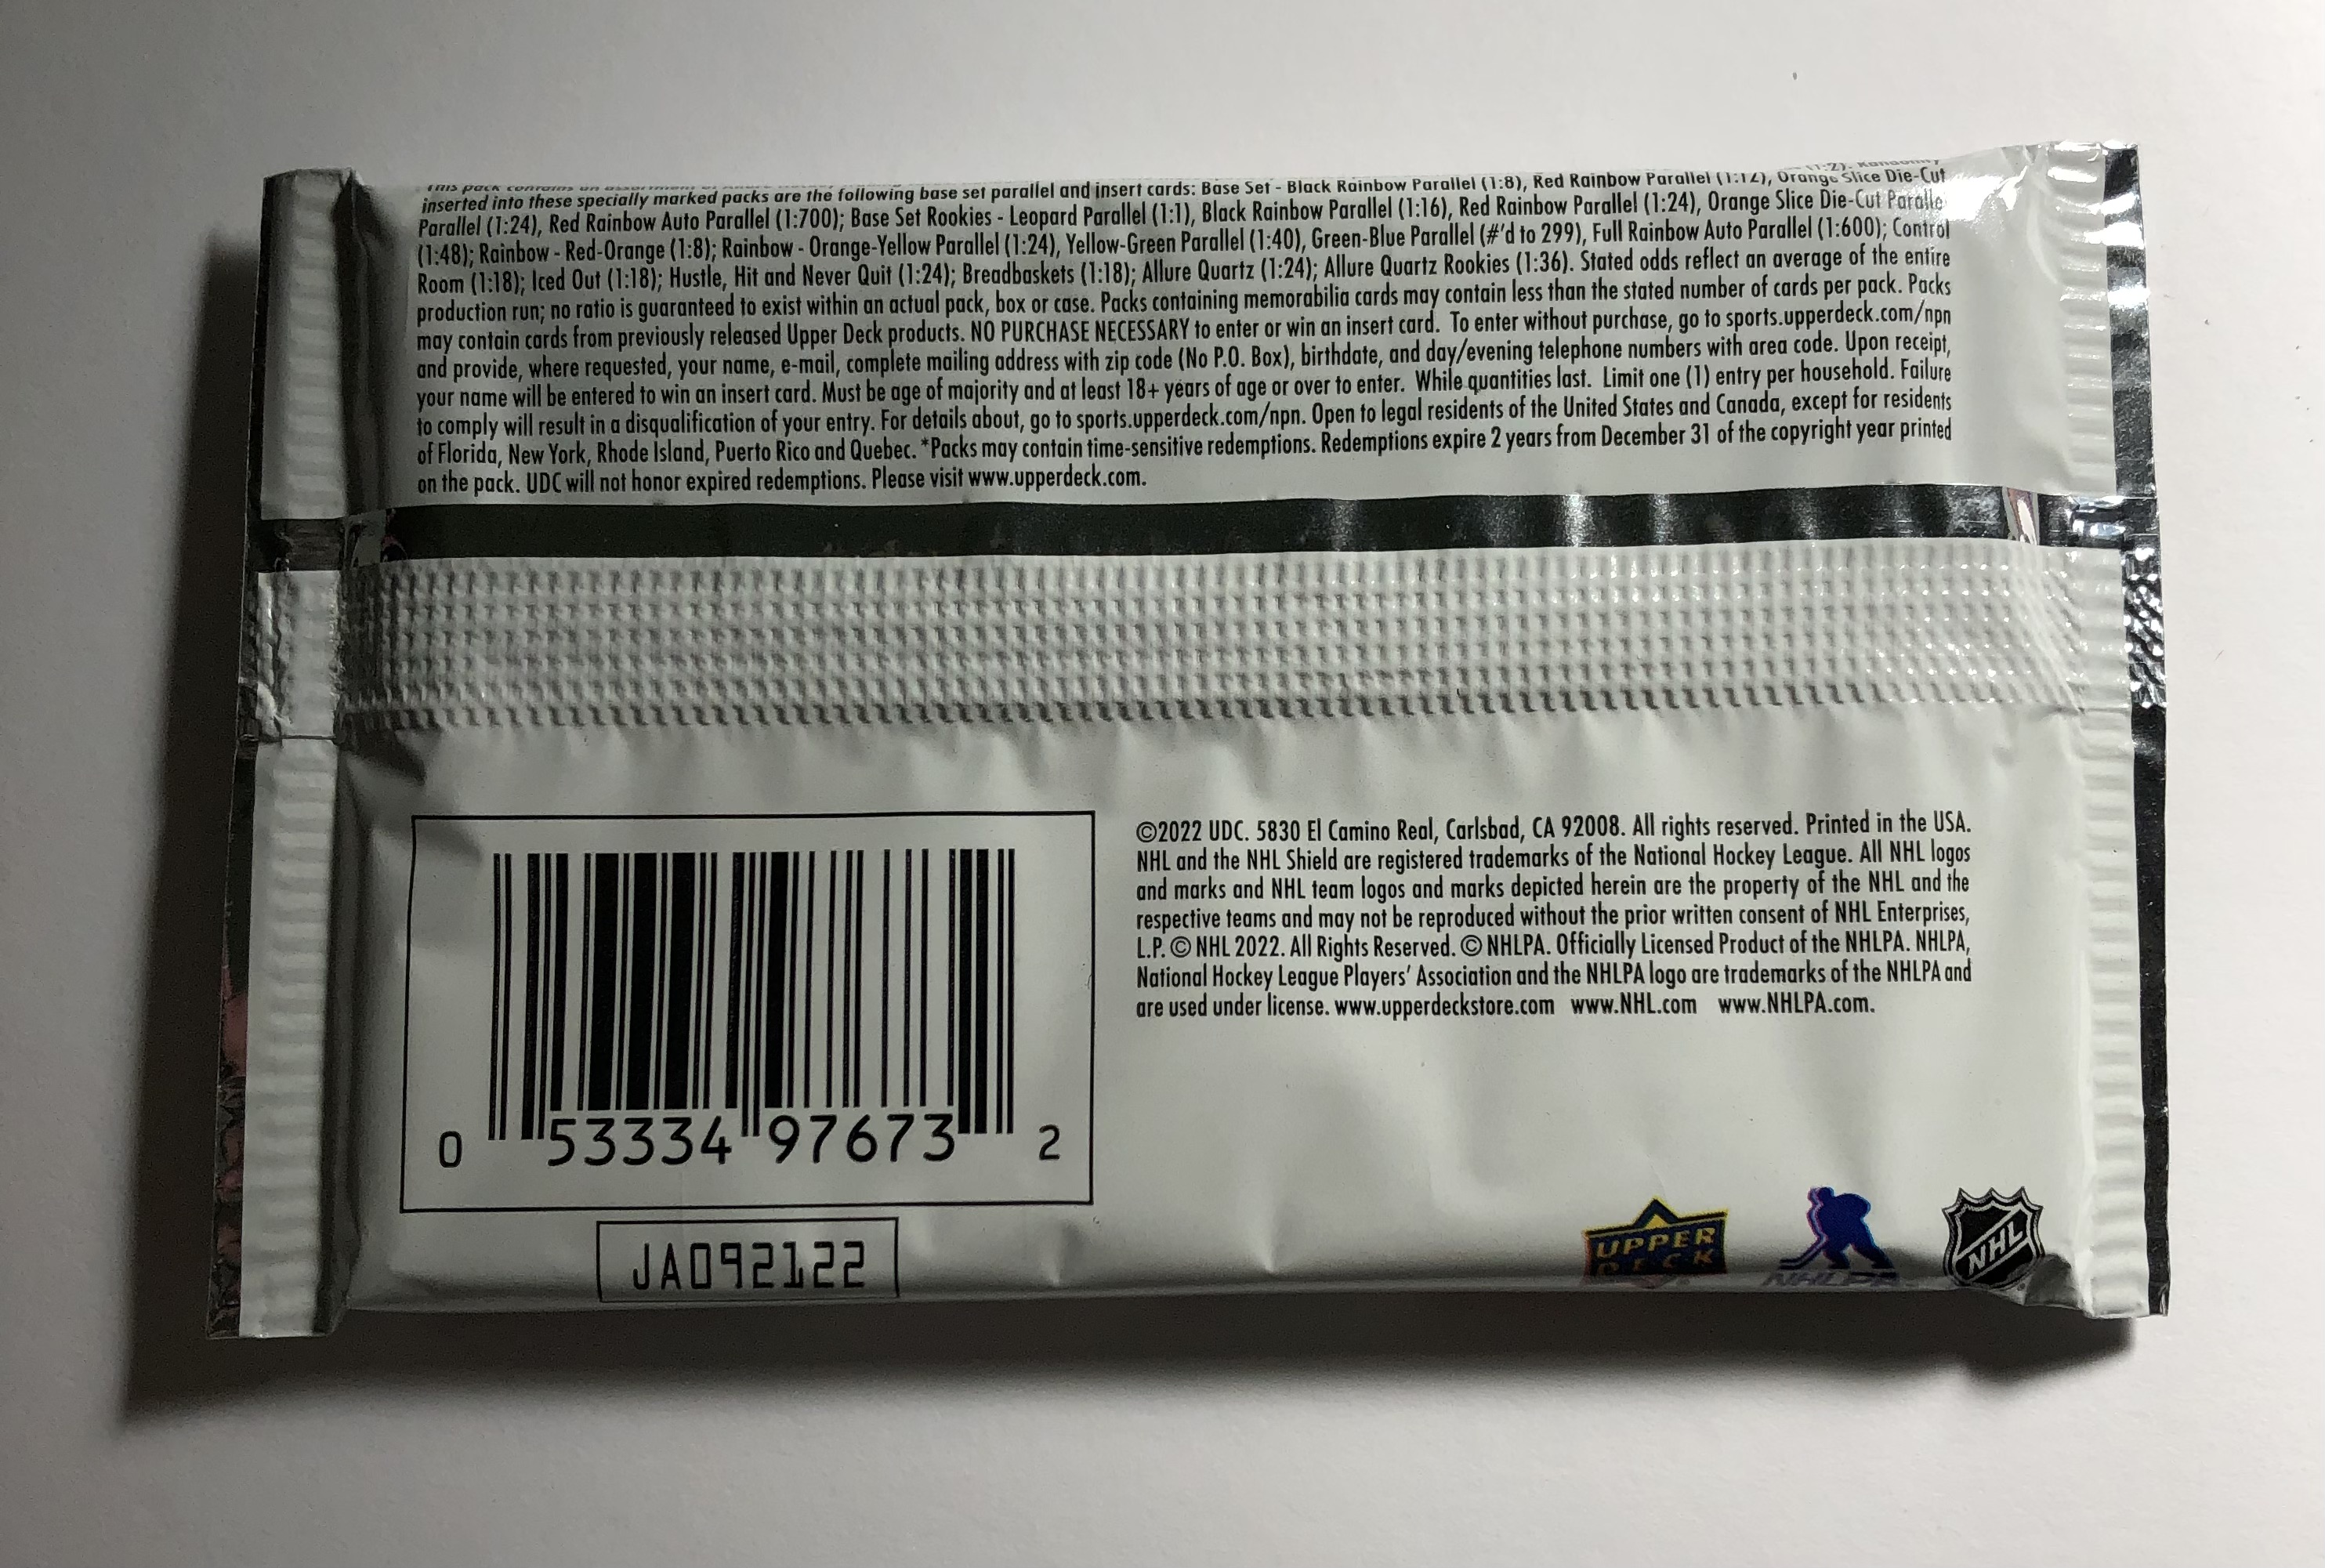 This pack contains an assortment of (1:2). Randomly
inserted into these specially marked packs are the following base set parallel and insert cards: Base Set - Black Rainbow Parallel (1:8), Red Rainbow Parallel (1:12), Orange Slice Die-Cut
Parallel (1:24), Red Rainbow Auto Parallel (1:700); Base Set Rookies - Leopard Parallel (1:1), Black Rainbow Parallel (1:16), Red Rainbow Parallel (1:24), Orange Slice Die-Cut Parallel
(1:48); Rainbow - Red-Orange (1:8); Rainbow - Orange-Yellow Parallel (1:24), Yellow-Green Parallel (1:40), Green-Blue Parallel (#'d to 299), Full Rainbow Auto Parallel (1:600); Control
Room (1:18); Iced Out (1:18); Hustle, Hit and Never Quit (1:24); Breadbaskets (1:18); Allure Quartz (1:24); Allure Quartz Rookies (1:36). Stated odds reflect an average of the entire
production run; no ratio is guaranteed to exist within an actual pack, box or case. Packs containing memorabilia cards may contain less than the stated number of cards per pack. Packs
may contain cards from previously released Upper Deck products. NO PURCHASE NECESSARY to enter or win an insert card. To enter without purchase, go to sports.upperdeck.com/npn
and provide, where requested, your name, e-mail, complete mailing address with zip code (No P.O. Box), birthdate, and day/evening telephone numbers with area code. Upon receipt,
your name will be entered to win an insert card. Must be age of majority and at least 18+ years of age or over to enter. While quantities last. Limit one (1) entry per household. Failure
to comply will result in a disqualification of your entry. For details about, go to sports.upperdeck.com/npn. Open to legal residents of the United States and Canada, except for residents
of Florida, New York, Rhode Island, Puerto Rico and Quebec. *Packs may contain time-sensitive redemptions. Redemptions expire 2 years from December 31 of the copyright year printed
on the pack. UDC will not honor expired redemptions. Please visit www.upperdeck.com.
©2022 UDC. 5830 El Camino Real, Carlsbad, CA 92008. All rights reserved. Printed in the USA.
NHL and the NHL Shield are registered trademarks of the National Hockey League. All NHL logos
and marks and NHL team logos and marks depicted herein are the property of the NHL and the
respective teams and may not be reproduced without the prior written consent of NHL Enterprises,
L.P. © NHL 2022. All Rights Reserved. © NHLPA. Officially Licensed Product of the NHLPA. NHLPA,
National Hockey League Players' Association and the NHLPA logo are trademarks of the NHLPA and
are used under license. www.upperdeckstore.com www.NHL.com www.NHLPA.com.
0 53334 97673 2
JA092122
UPPER
DECK
NHLPA
NHL